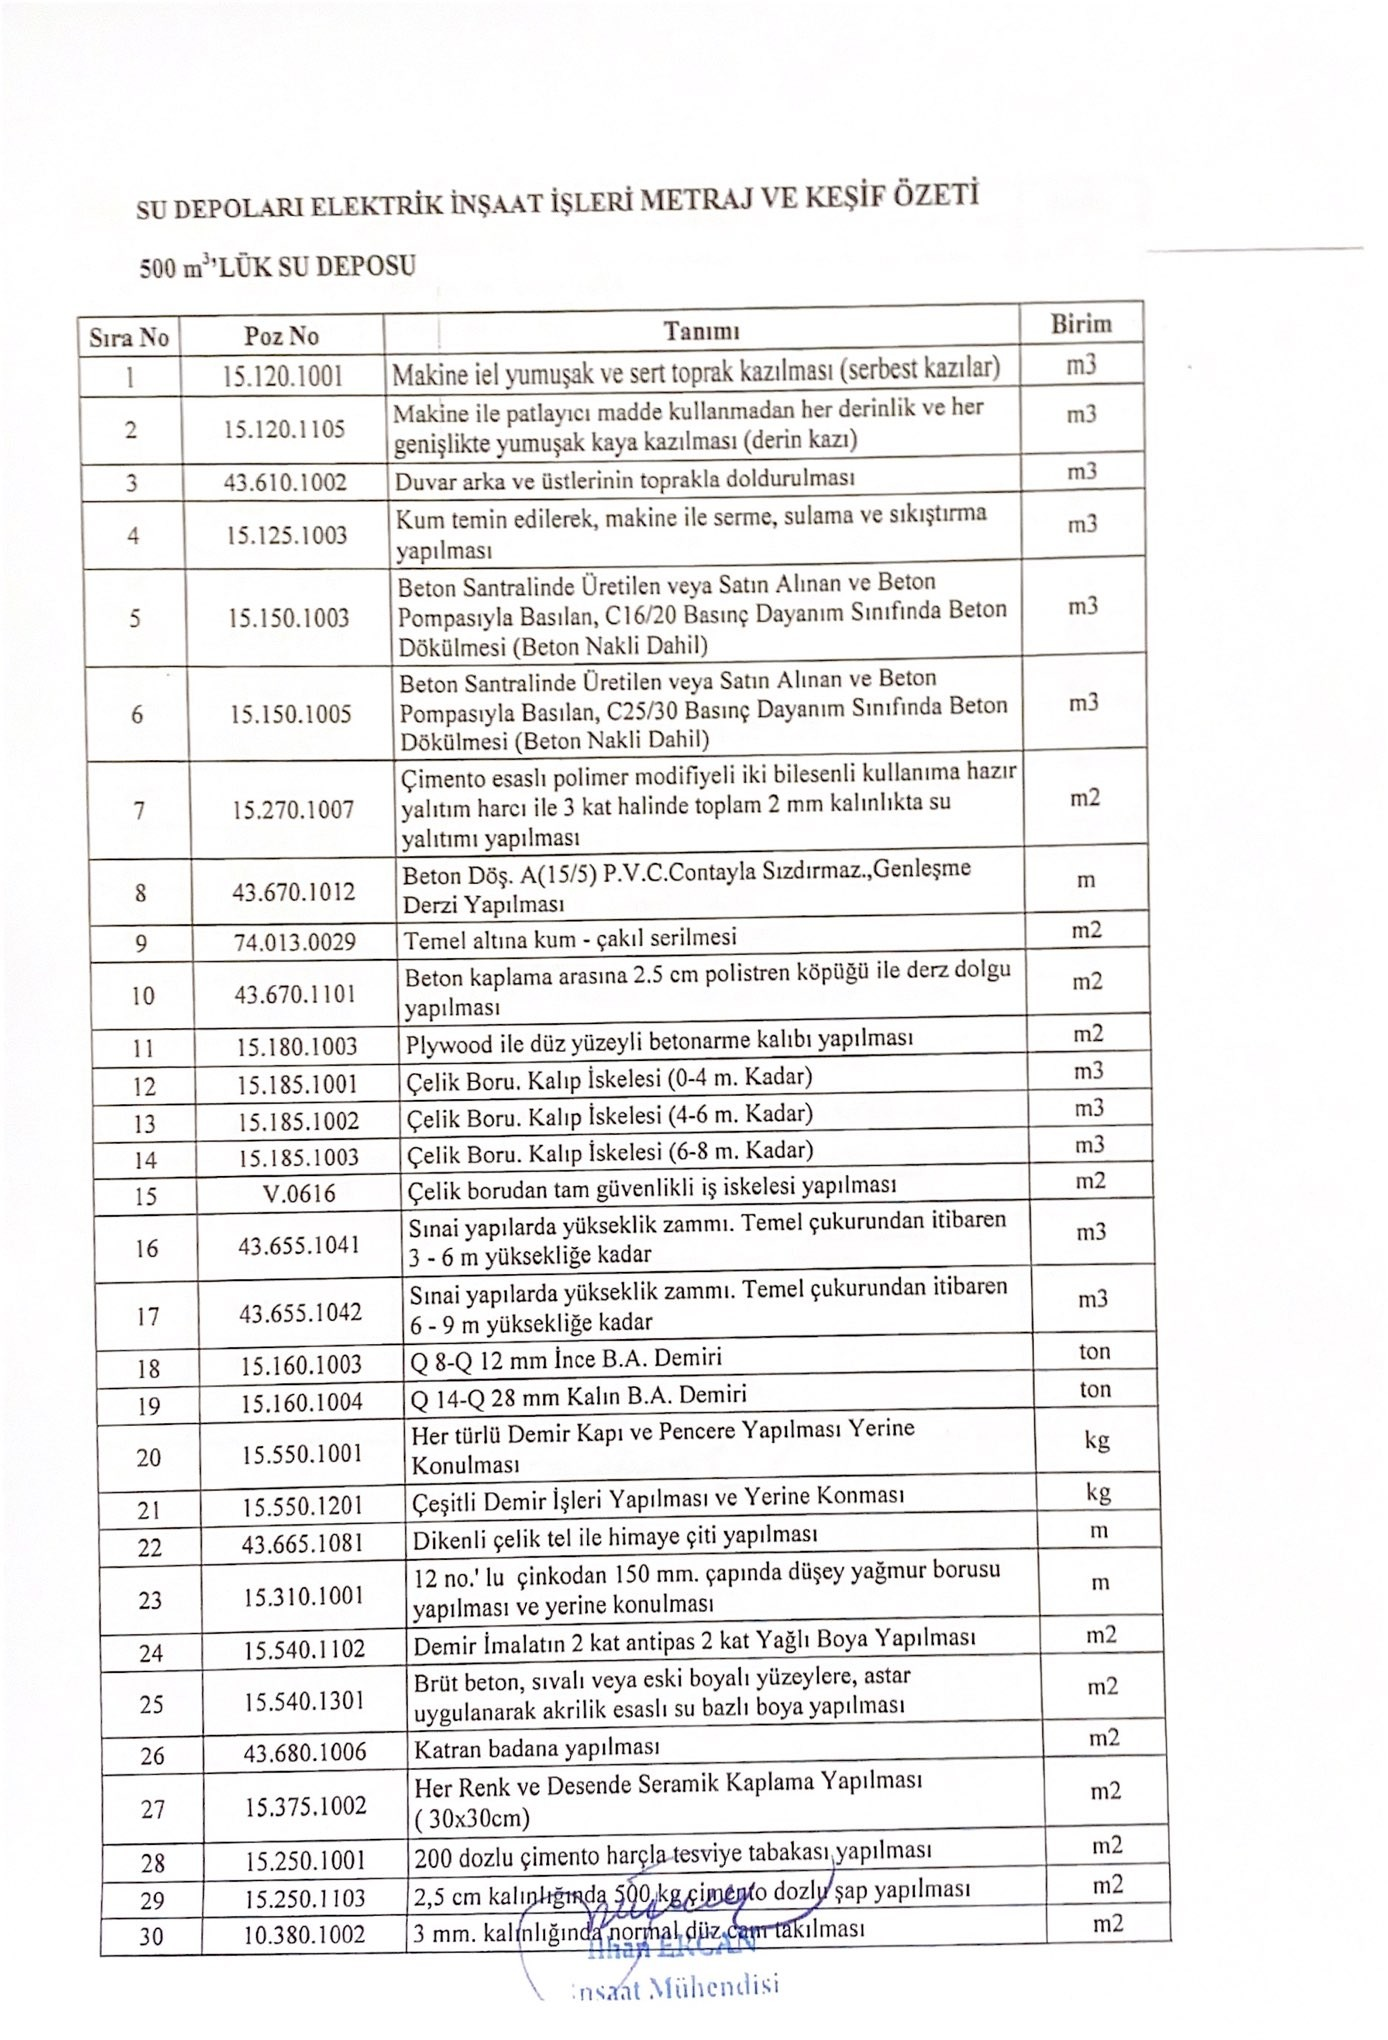 SU DEPOLARI ELEKTRİK İNŞAAT İŞLERİ METRAJ VE KEŞİF ÖZETİ
500 m³'LÜK SU DEPOSU
Sıra No Poz No Tanımı Birim
1 15.120.1001 Makine iel yumuşak ve sert toprak kazılması (serbest kazılar) m3
2 15.120.1105 Makine ile patlayıcı madde kullanmadan her derinlik ve her
genişlikte yumuşak kaya kazılması (derin kazı) m3
3 43.610.1002 Duvar arka ve üstlerinin toprakla doldurulması m3
4 15.125.1003 Kum temin edilerek, makine ile serme, sulama ve sıkıştırma
yapılması m3
5 15.150.1003 Beton Santralinde Üretilen veya Satın Alınan ve Beton
Pompasıyla Basılan, C16/20 Basınç Dayanım Sınıfında Beton
Dökülmesi (Beton Nakli Dahil) m3
6 15.150.1005 Beton Santralinde Üretilen veya Satın Alınan ve Beton
Pompasıyla Basılan, C25/30 Basınç Dayanım Sınıfında Beton
Dökülmesi (Beton Nakli Dahil) m3
7 15.270.1007 Çimento esaslı polimer modifiyeli iki bilesenli kullanıma hazır
yalıtım harcı ile 3 kat halinde toplam 2 mm kalınlıkta su
yalıtımı yapılması m2
8 43.670.1012 Beton Döş. A(15/5) P.V.C.Contayla Sızdırmaz.,Genleşme
Derzi Yapılması m
9 74.013.0029 Temel altına kum - çakıl serilmesi m2
10 43.670.1101 Beton kaplama arasına 2.5 cm polistren köpüğü ile derz dolgu
yapılması m2
11 15.180.1003 Plywood ile düz yüzeyli betonarme kalıbı yapılması m2
12 15.185.1001 Çelik Boru. Kalıp İskelesi (0-4 m. Kadar) m3
13 15.185.1002 Çelik Boru. Kalıp İskelesi (4-6 m. Kadar) m3
14 15.185.1003 Çelik Boru. Kalıp İskelesi (6-8 m. Kadar) m3
15 V.0616 Çelik borudan tam güvenlikli iş iskelesi yapılması m2
16 43.655.1041 Sınai yapılarda yükseklik zammı. Temel çukurundan itibaren
3 - 6 m yüksekliğe kadar m3
17 43.655.1042 Sınai yapılarda yükseklik zammı. Temel çukurundan itibaren
6 - 9 m yüksekliğe kadar m3
18 15.160.1003 Q 8-Q 12 mm İnce B.A. Demiri ton
19 15.160.1004 Q 14-Q 28 mm Kalın B.A. Demiri ton
20 15.550.1001 Her türlü Demir Kapı ve Pencere Yapılması Yerine
Konulması kg
21 15.550.1201 Çeşitli Demir İşleri Yapılması ve Yerine Konması kg
22 43.665.1081 Dikenli çelik tel ile himaye çiti yapılması m
23 15.310.1001 12 no.' lu çinkodan 150 mm. çapında düşey yağmur borusu
yapılması ve yerine konulması m
24 15.540.1102 Demir İmalatın 2 kat antipas 2 kat Yağlı Boya Yapılması m2
25 15.540.1301 Brüt beton, sıvalı veya eski boyalı yüzeylere, astar
uygulanarak akrilik esaslı su bazlı boya yapılması m2
26 43.680.1006 Katran badana yapılması m2
27 15.375.1002 Her Renk ve Desende Seramik Kaplama Yapılması
( 30x30cm) m2
28 15.250.1001 200 dozlu çimento harçla tesviye tabakası yapılması m2
29 15.250.1103 2,5 cm kalınlığında 500 kg çimento dozlu şap yapılması m2
30 10.380.1002 3 mm. kalınlığında normal düz cam takılması m2
İlhan ERCAN
İnşaat Mühendisi